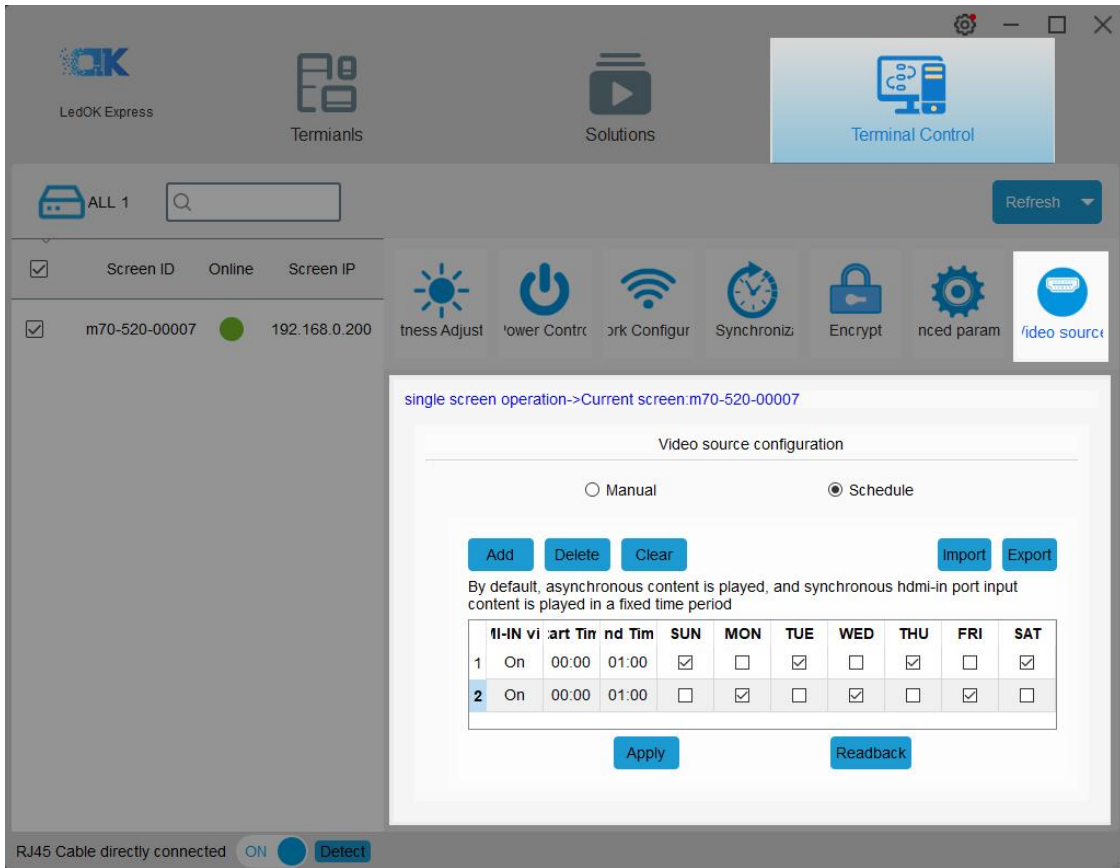 LedOK Express
Termianls
Solutions
Terminal Control
ALL 1
Refresh
Screen ID Online Screen IP
m70-520-00007 192.168.0.200
tness Adjust
ower Contro
ork Configur
Synchroniz
Encrypt
nced param
ideo source
single screen operation->Current screen:m70-520-00007
Video source configuration
Manual Schedule
Add Delete Clear Import Export
By default, asynchronous content is played, and synchronous hdmi-in port input
content is played in a fixed time period
MI-IN vi art Tim nd Tim SUN MON TUE WED THU FRI SAT
1 On 00:00 01:00
2 On 00:00 01:00
Apply Readback
RJ45 Cable directly connected ON Detect